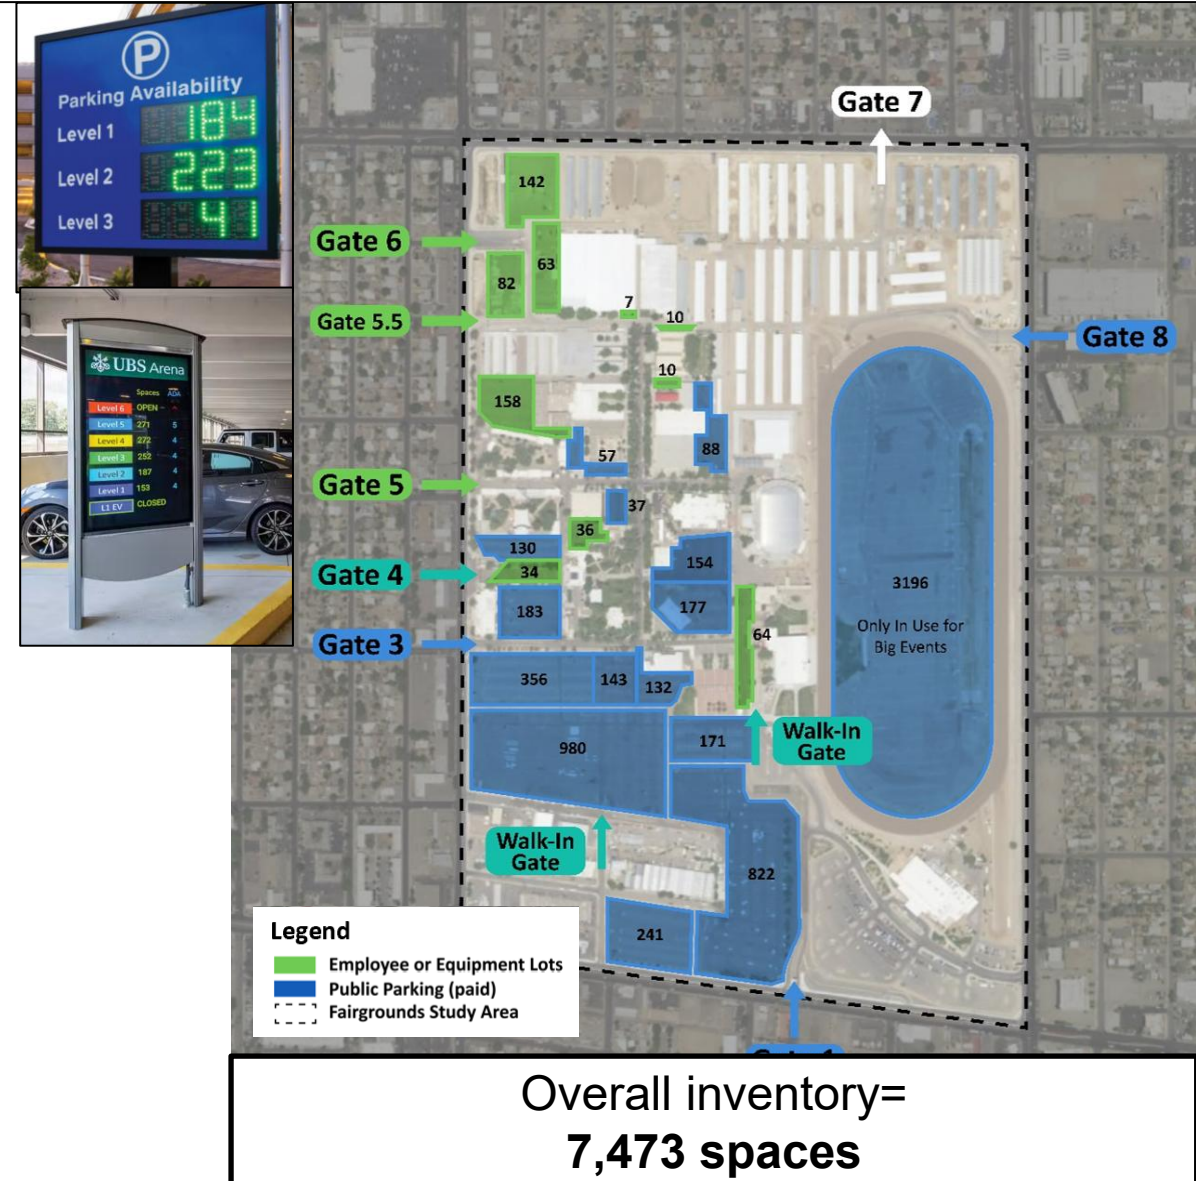 P
Parking Availability
Level 1 184
Level 2 223
Level 3 41
UBS Arena
Spaces ADA
Level 6 OPEN
Level 5 271 5
Level 4 272 4
Level 3 252 4
Level 2 187 4
Level 1 153 4
L1 EV CLOSED
Gate 7
142
Gate 6
63
82
7
Gate 5.5
10
Gate 8
10
158
57
88
Gate 5
37
36
130
154
Gate 4
34
3196
183
177
Only In Use for
Big Events
64
Gate 3
356
143
132
980
171
Walk-In
Gate
Walk-In
Gate
822
241
Legend
Employee or Equipment Lots
Public Parking (paid)
Fairgrounds Study Area
Overall inventory=
7,473 spaces